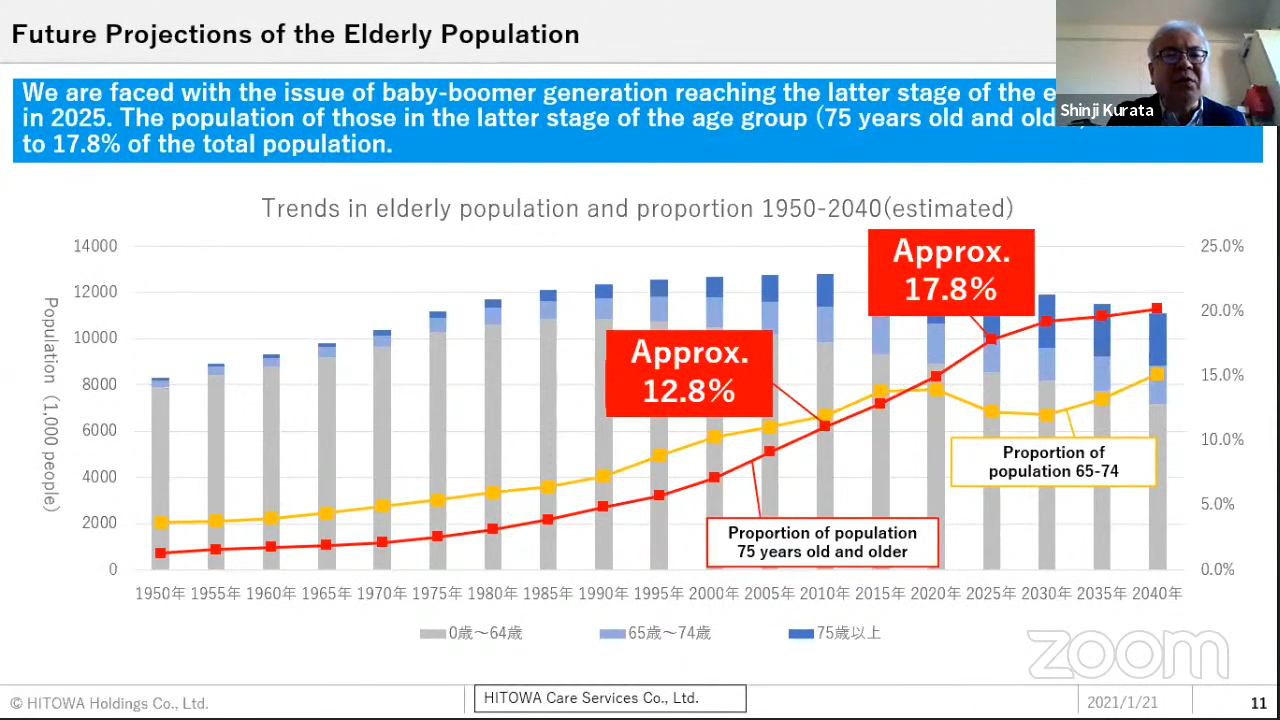 Future Projections of the Elderly Population
Shinji Kurata
We are faced with the issue of baby-boomer generation reaching the latter stage of the
in 2025. The population of those in the latter stage of the age group (75 years old and
to 17.8% of the total population.
Trends in elderly population and proportion 1950-2040(estimated)
Population (1,000 people)
14000
12000
10000
8000
6000
4000
2000
0
25.0%
20.0%
15.0%
10.0%
5.0%
0.0%
Approx.
17.8%
Approx.
12.8%
Proportion of
population 65-74
Proportion of population
75 years old and older
1950年 1955年 1960年 1965年 1970年 1975年 1980年 1985年 1990年 1995年 2000年 2005年 2010年 2015年 2020年 2025年 2030年 2035年 2040年
0歳～64歳 65歳～74歳 75歳以上
zoom
© HITOWA Holdings Co., Ltd.
HITOWA Care Services Co., Ltd.
2021/1/21
11